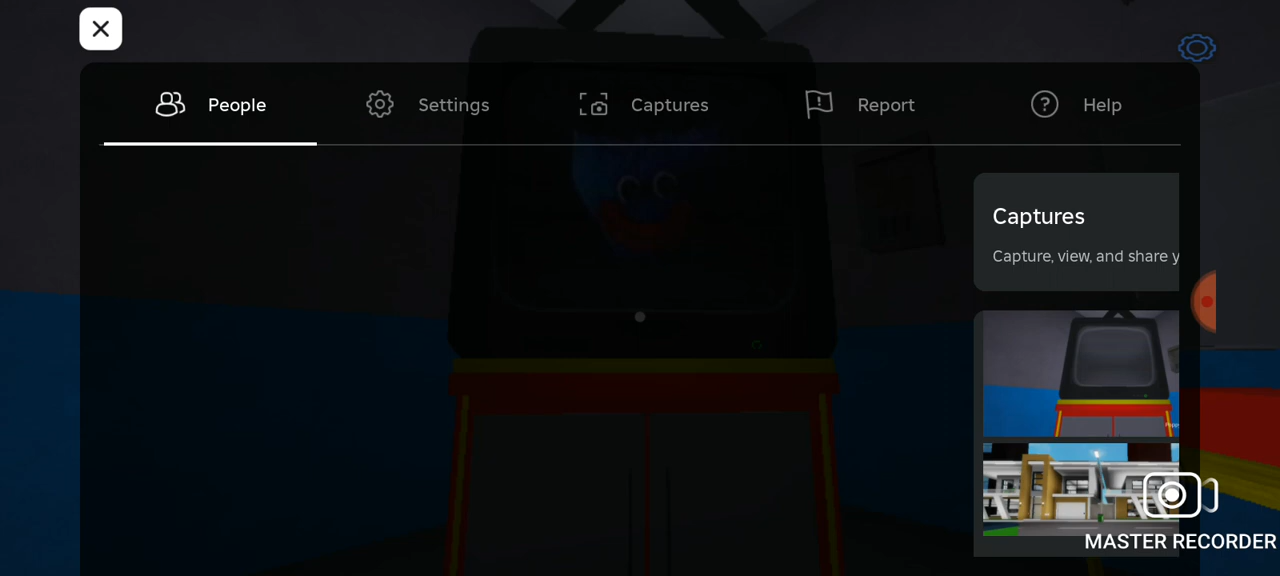 People
Settings
Captures
Report
Help
Captures
Capture, view, and share y
MASTER RECORDER